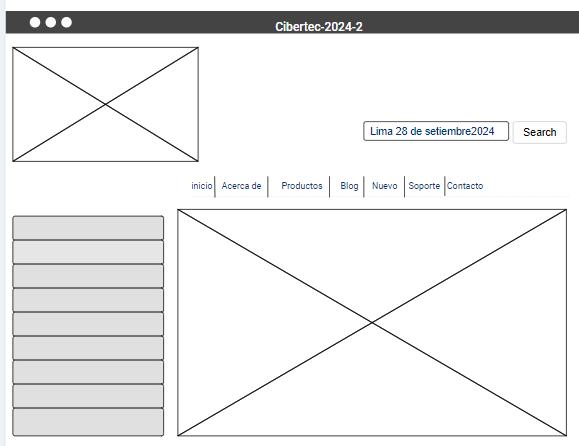 Cibertec-2024-2
Lima 28 de setiembre2024 Search
inicio Acerca de Productos Blog Nuevo Soporte Contacto